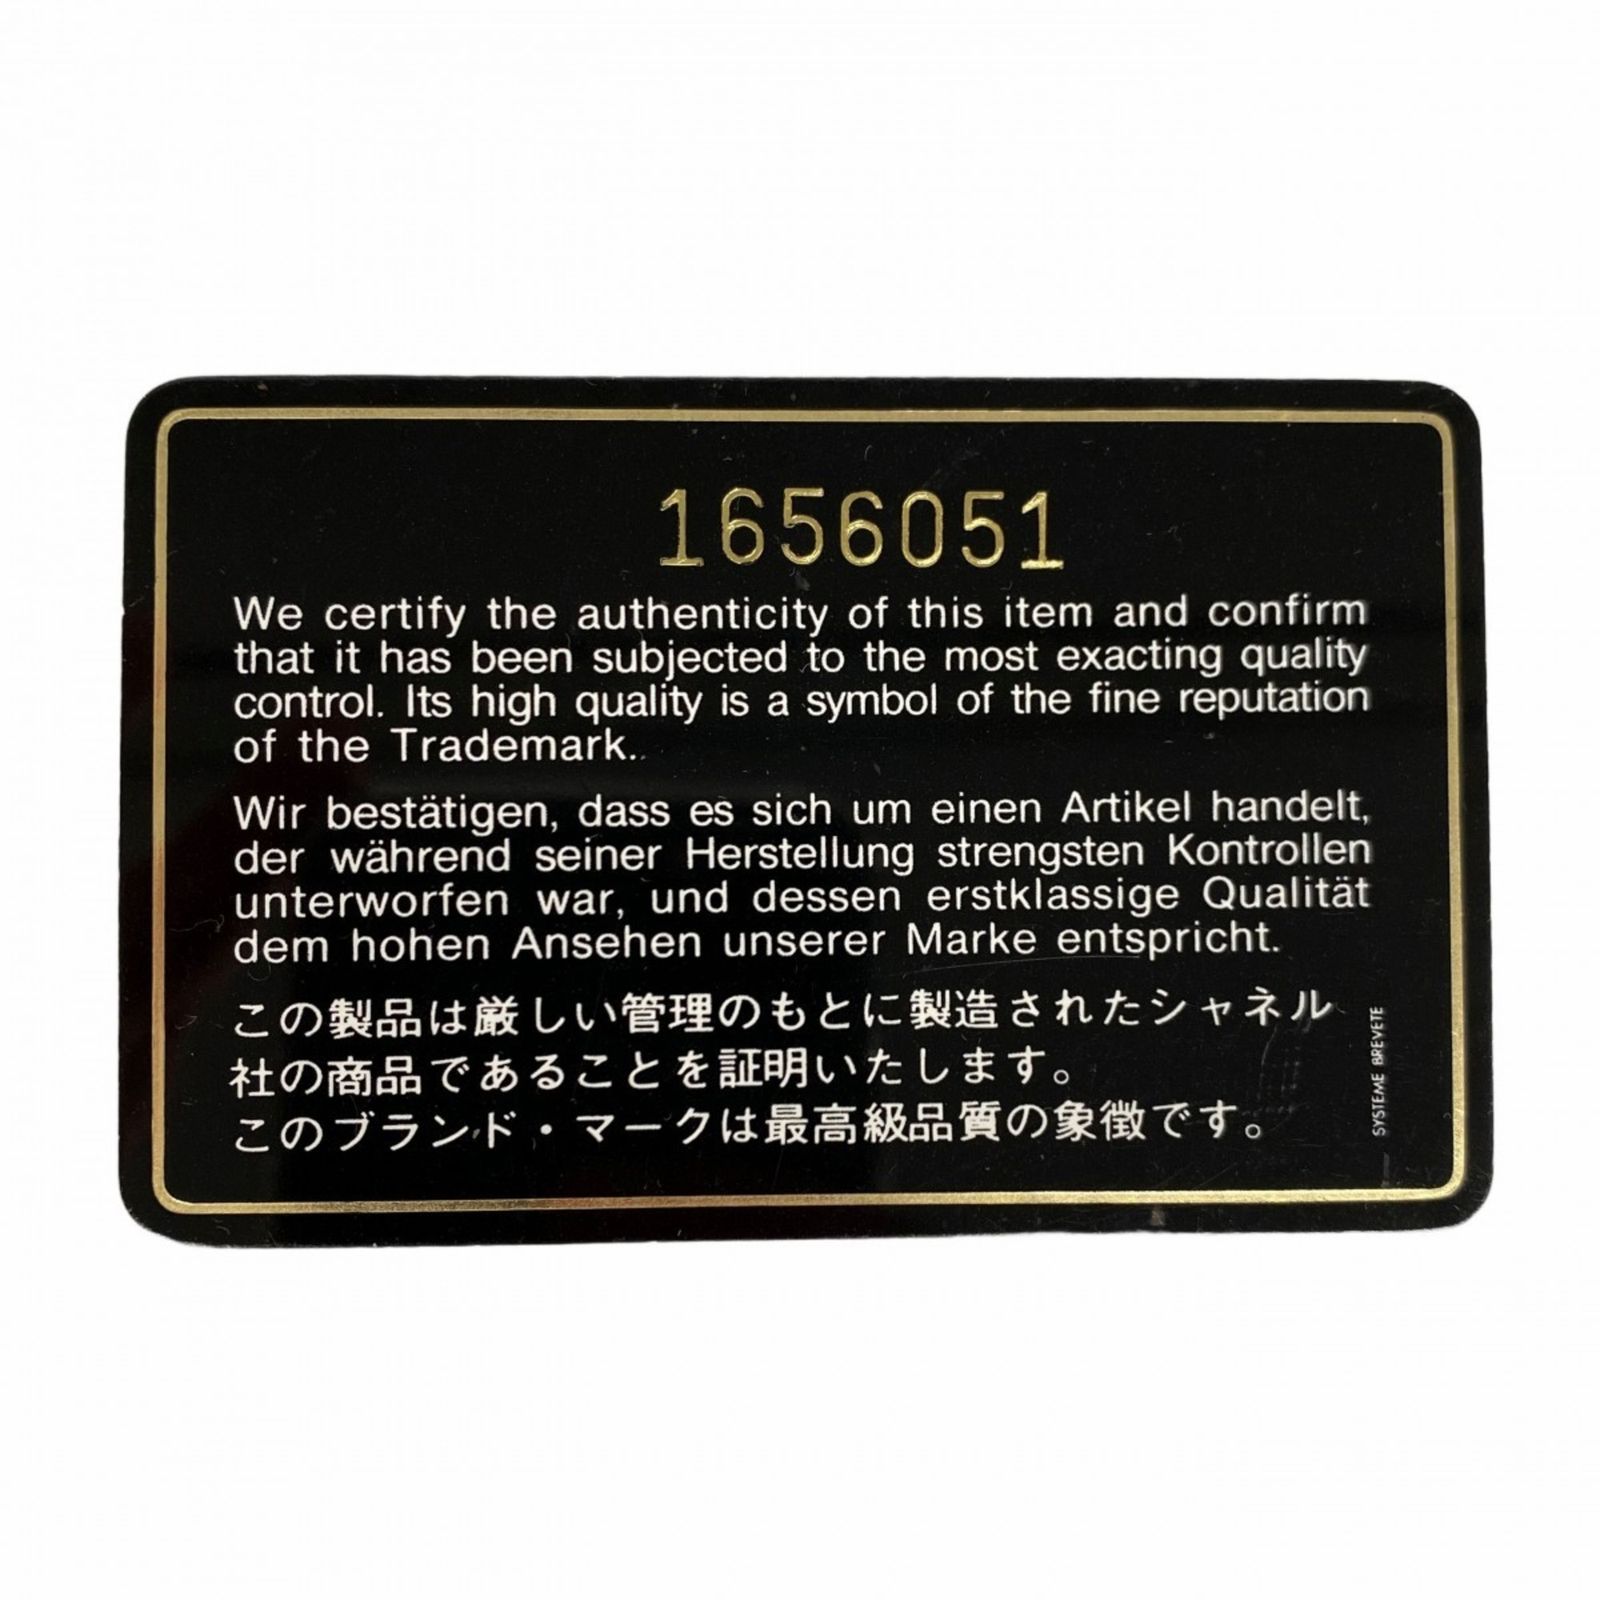 1656051
We certify the authenticity of this item and confirm
that it has been subjected to the most exacting quality
control. Its high quality is a symbol of the fine reputation
of the Trademark.
Wir bestätigen, dass es sich um einen Artikel handelt,
der während seiner Herstellung strengsten Kontrollen
unterworfen war, und dessen erstklassige Qualität
dem hohen Ansehen unserer Marke entspricht.
この製品は厳しい管理のもとに製造されたシャネル
社の商品であることを証明いたします。
このブランド・マークは最高級品質の象徴です。
SYSTEME BREVETE